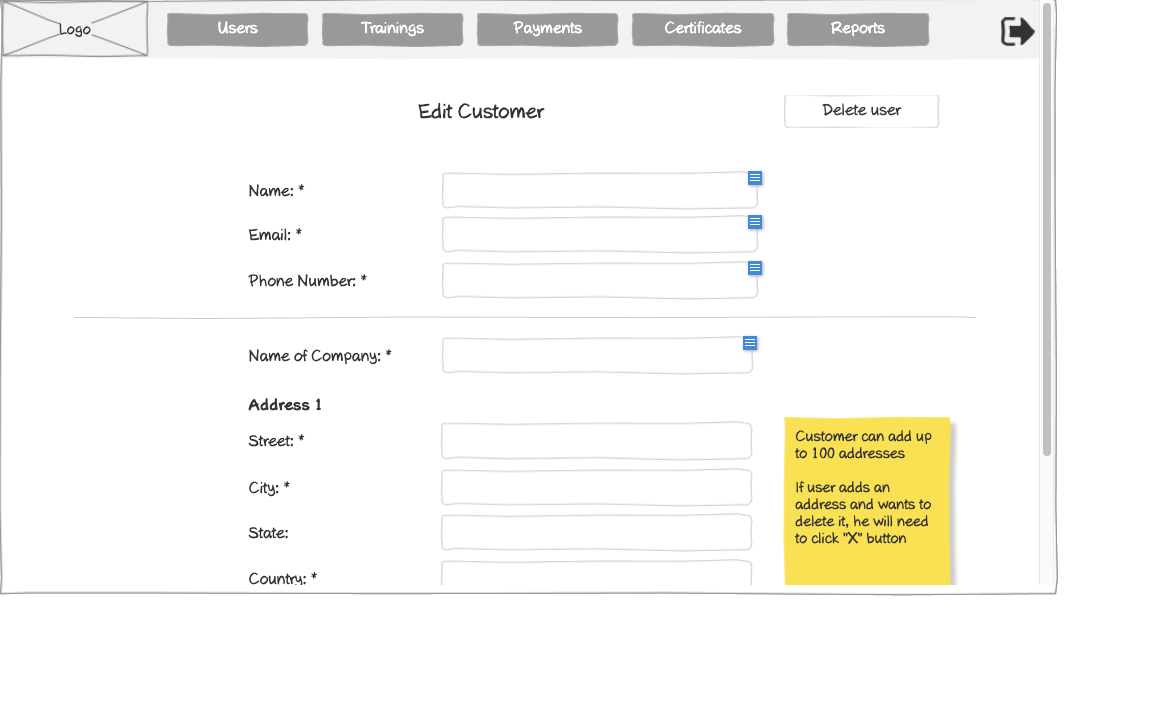 Logo
Users
Trainings
Payments
Certificates
Reports
Edit Customer
Delete user
Name: *
Email: *
Phone Number: *
Name of Company: *
Address 1
Street: *
City: *
State:
Country: *
Customer can add up
to 100 addresses
If user adds an
address and wants to
delete it, he will need
to click "X" button